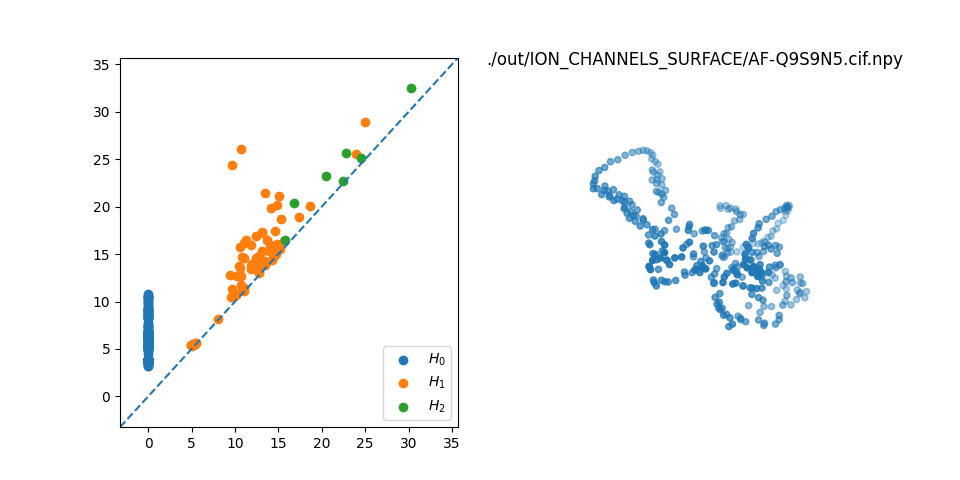 ./out/ION_CHANNELS_SURFACE/AF-Q9S9N5.cif.npy
35
30
25
20
15
10
5
0
H₀
H₁
H₂
0 5 10 15 20 25 30 35